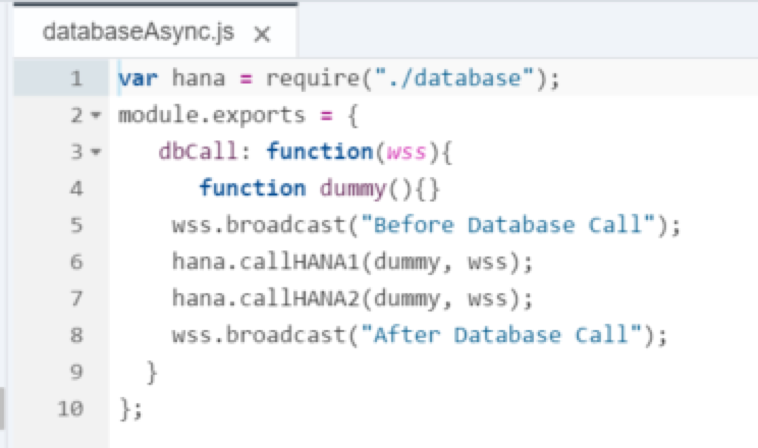 databaseAsync.js ×
1 var hana = require("./database");
2 module.exports = {
3 dbCall: function(wss){
4 function dummy(){}
5 wss.broadcast("Before Database Call");
6 hana.callHANA1(dummy, wss);
7 hana.callHANA2(dummy, wss);
8 wss.broadcast("After Database Call");
9 }
10 };